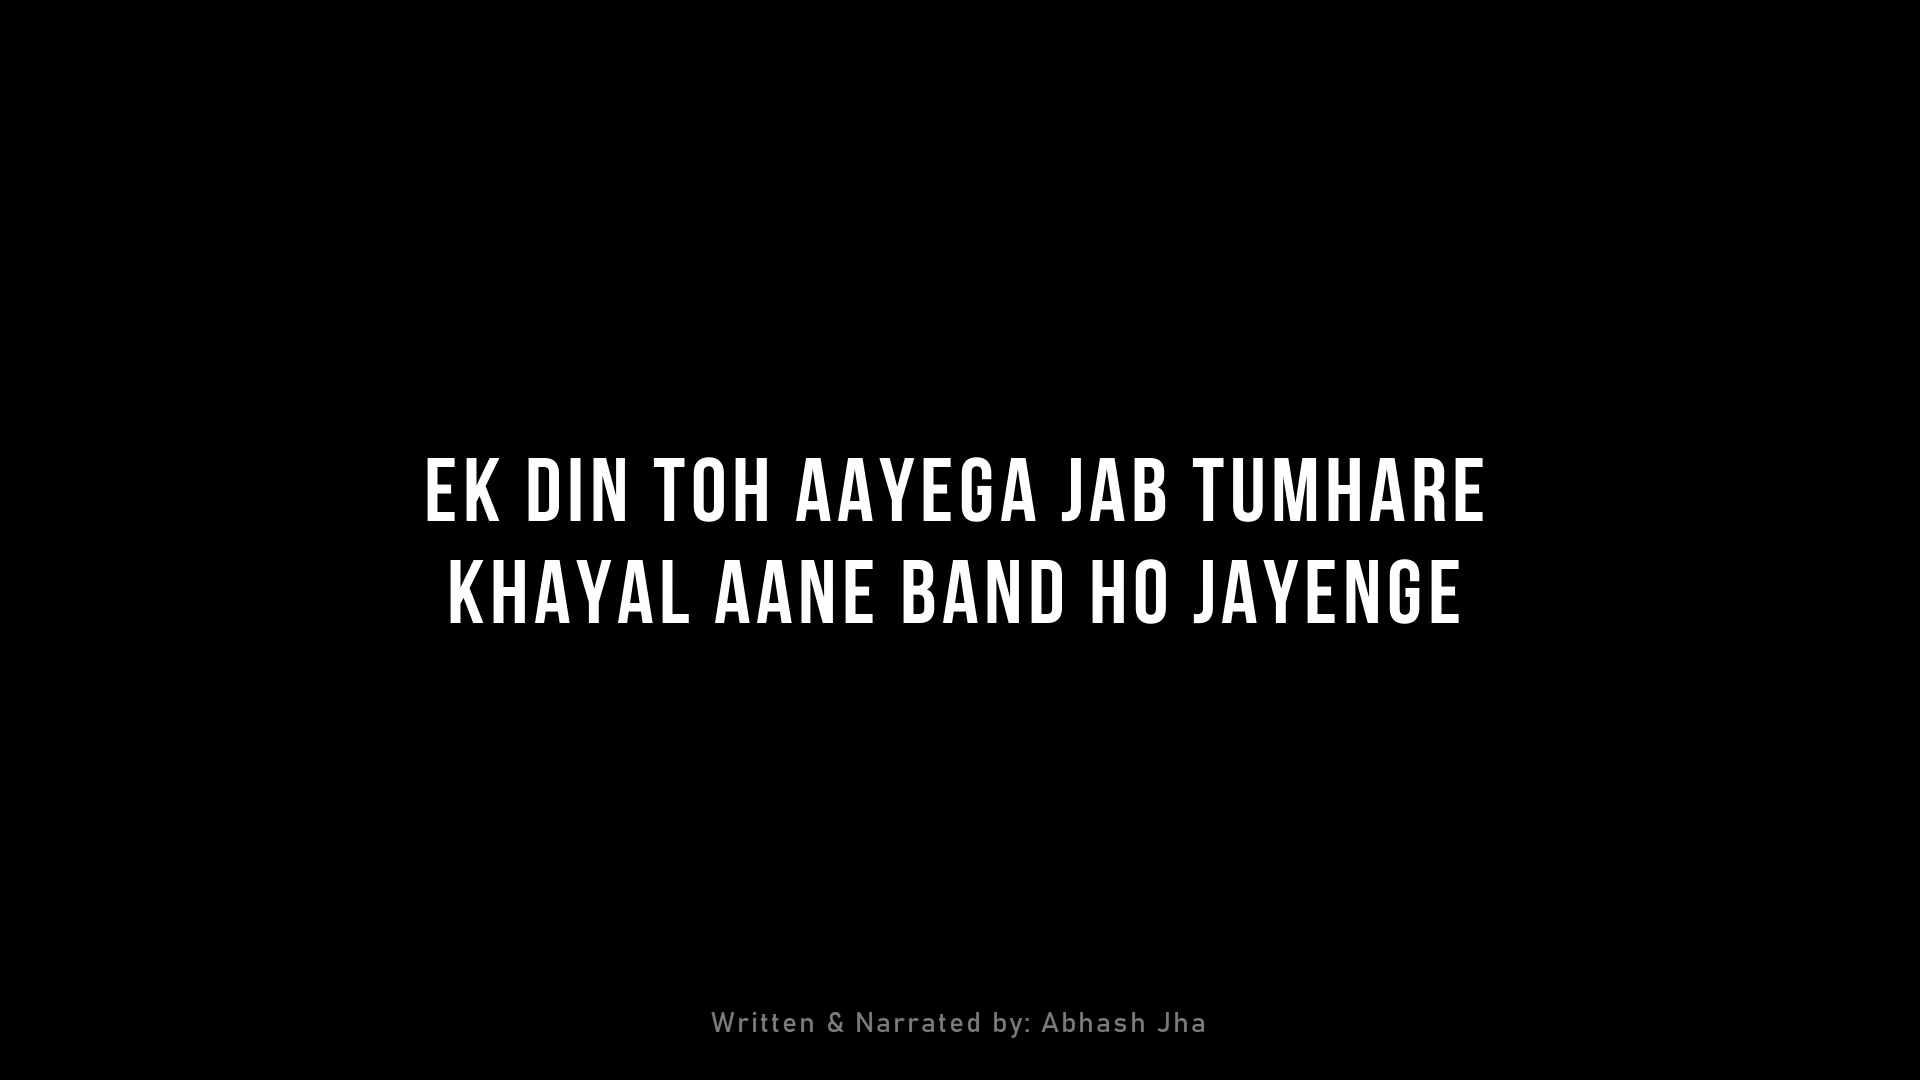 EK DIN TOH AAYEGA JAB TUMHARE
KHAYAL AANE BAND HO JAYENGE
Written & Narrated by: Abhash Jha